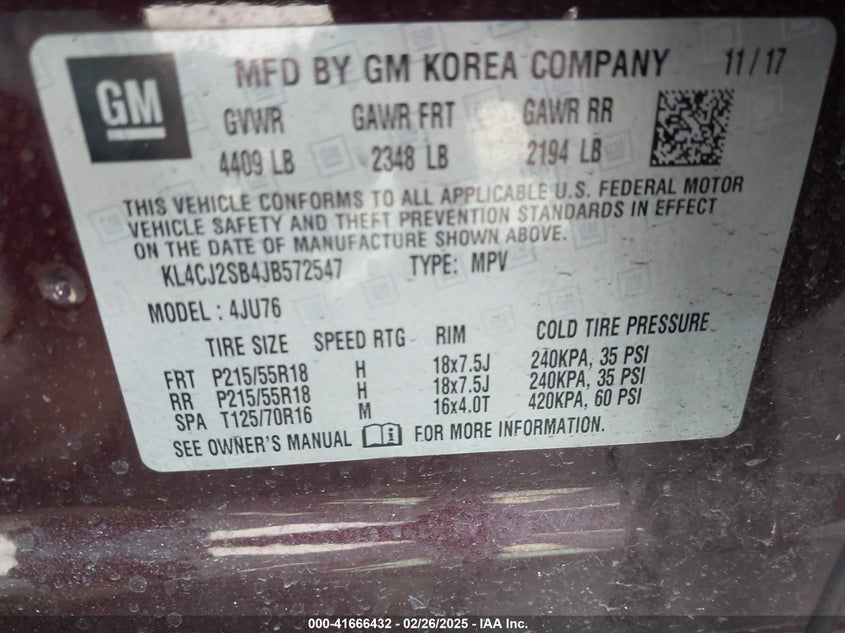 GM
MFD BY GM KOREA COMPANY 11/17
GVWR GAWR FRT GAWR RR
4409 LB 2348 LB 2194 LB
THIS VEHICLE CONFORMS TO ALL APPLICABLE U.S. FEDERAL MOTOR
VEHICLE SAFETY AND THEFT PREVENTION STANDARDS IN EFFECT
ON THE DATE OF MANUFACTURE SHOWN ABOVE.
KL4CJ2SB4JB572547 TYPE: MPV
MODEL: 4JU76
TIRE SIZE SPEED RTG RIM COLD TIRE PRESSURE
FRT P215/55R18 H 18x7.5J 240KPA, 35 PSI
RR P215/55R18 H 18x7.5J 240KPA, 35 PSI
SPA T125/70R16 M 16x4.0T 420KPA, 60 PSI
SEE OWNER'S MANUAL FOR MORE INFORMATION.
000-41666432 - 02/26/2025 - IAA Inc.